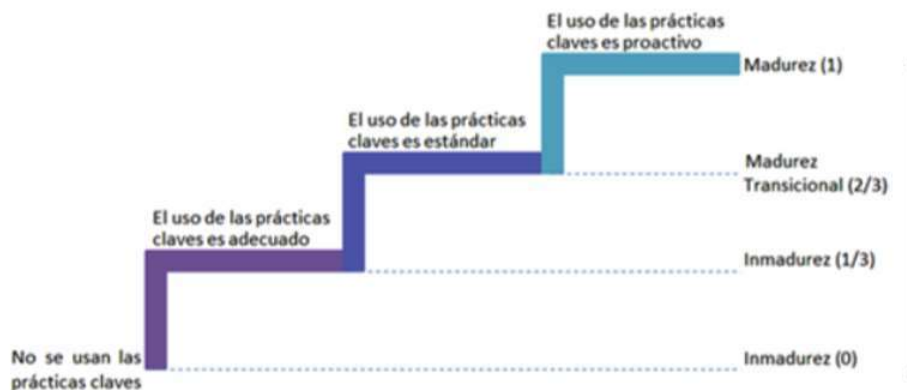 El uso de las prácticas
claves es proactivo
Madurez (1)
El uso de las prácticas
claves es estándar
Madurez
Transicional (2/3)
El uso de las prácticas
claves es adecuado
Inmadurez (1/3)
No se usan las
prácticas claves
Inmadurez (0)